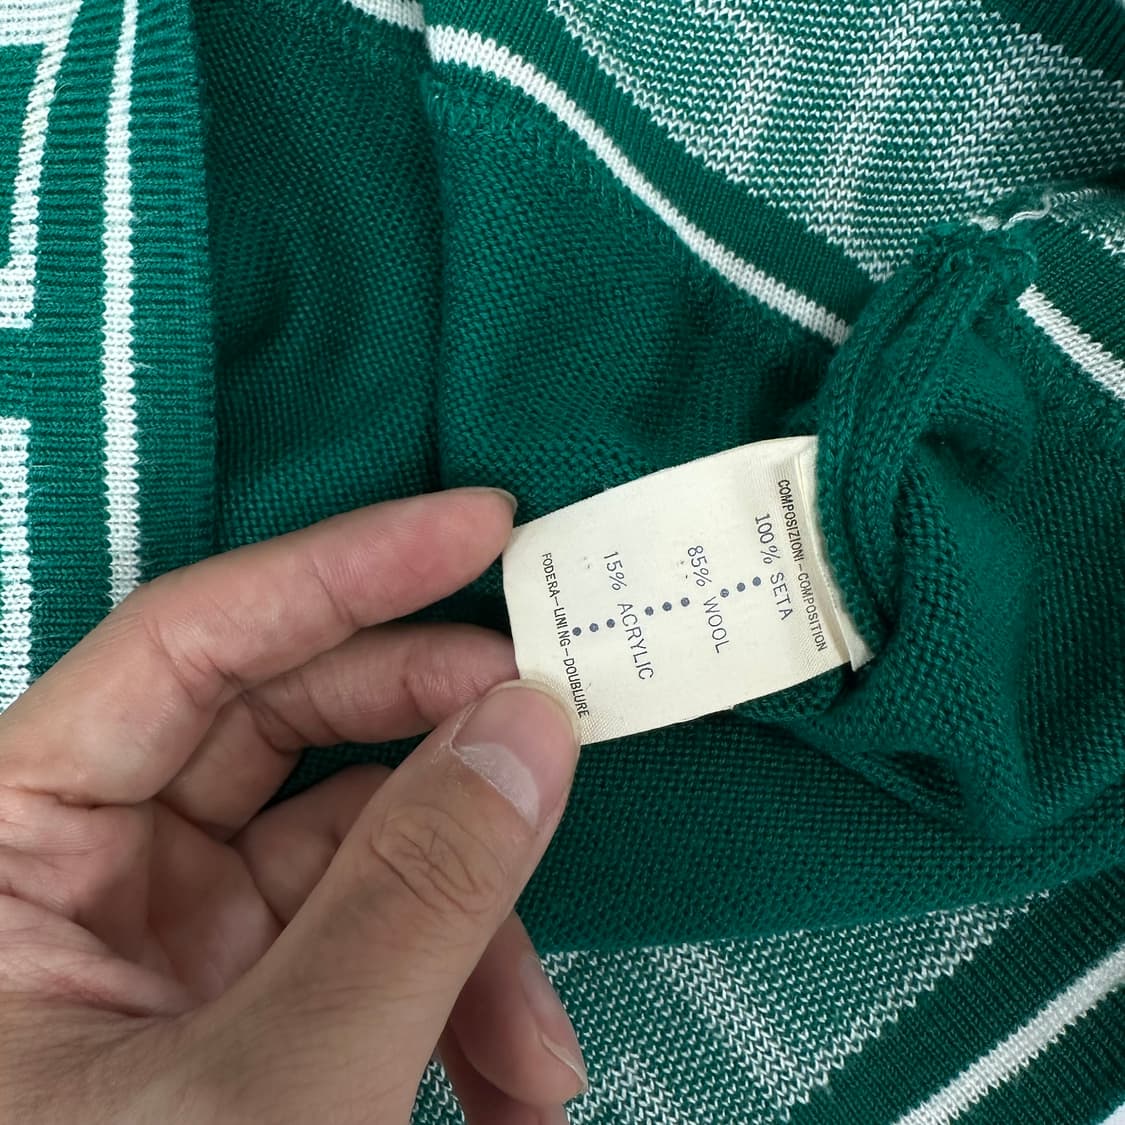 COMPOSIZIONI–COMPOSITION
100% SETA
85% WOOL
15% ACRYLIC
FODERA–LINING–DOUBLURE